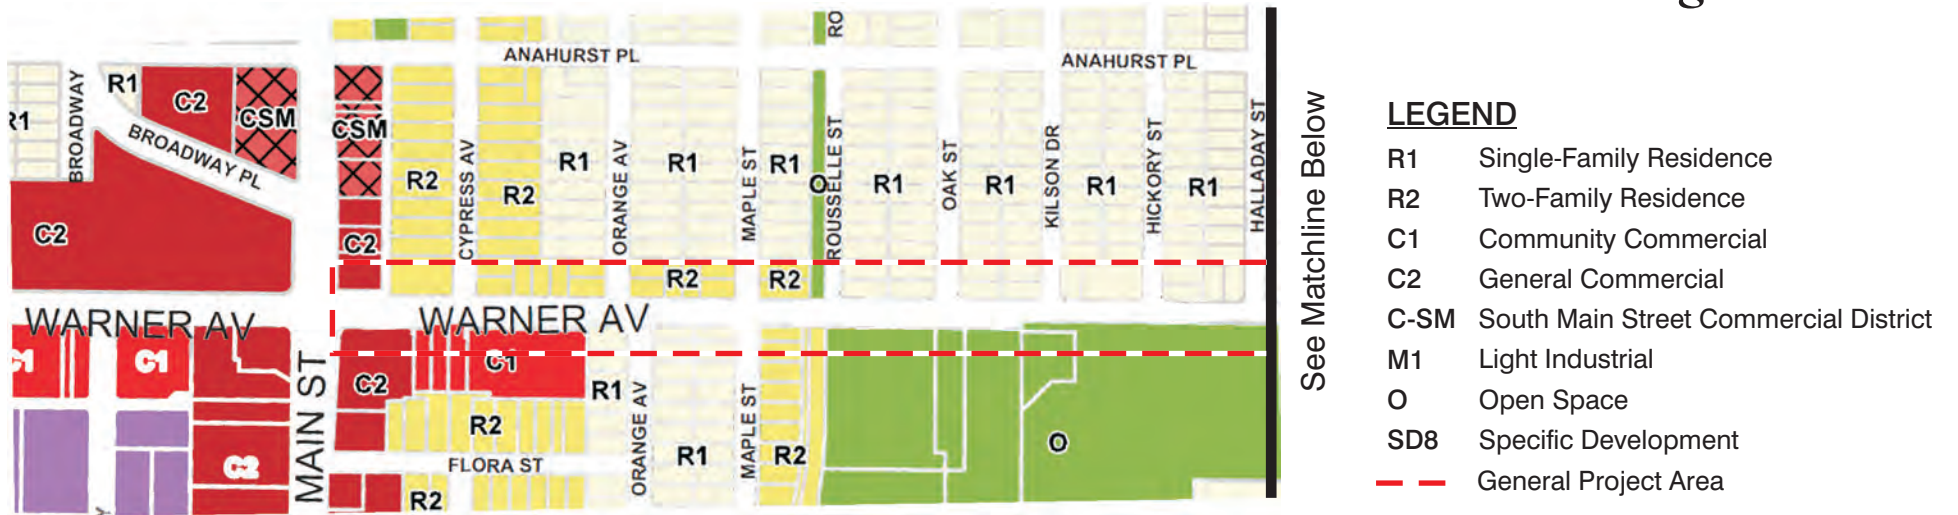 RO
ANAHURST PL
ANAHURST PL
R1
BROADWAY
R1
C2
CSM
BROADWAY PL
C2
CSM
R2
C2
CYPRESS AV
R2
R1
ORANGE AV
R1
MAPLE ST
R1
O
ROUSSELLE ST
R1
OAK ST
R1
KILSON DR
R1
HICKORY ST
R1
HALLADAY ST
R2
R2
WARNER AV
WARNER AV
C1
C1
C2
MAIN ST
C2
C1
R2
FLORA ST
R2
R1
ORANGE AV
R1
MAPLE ST
R2
O
See Matchline Below
LEGEND
R1 Single-Family Residence
R2 Two-Family Residence
C1 Community Commercial
C2 General Commercial
C-SM South Main Street Commercial District
M1 Light Industrial
O Open Space
SD8 Specific Development
General Project Area